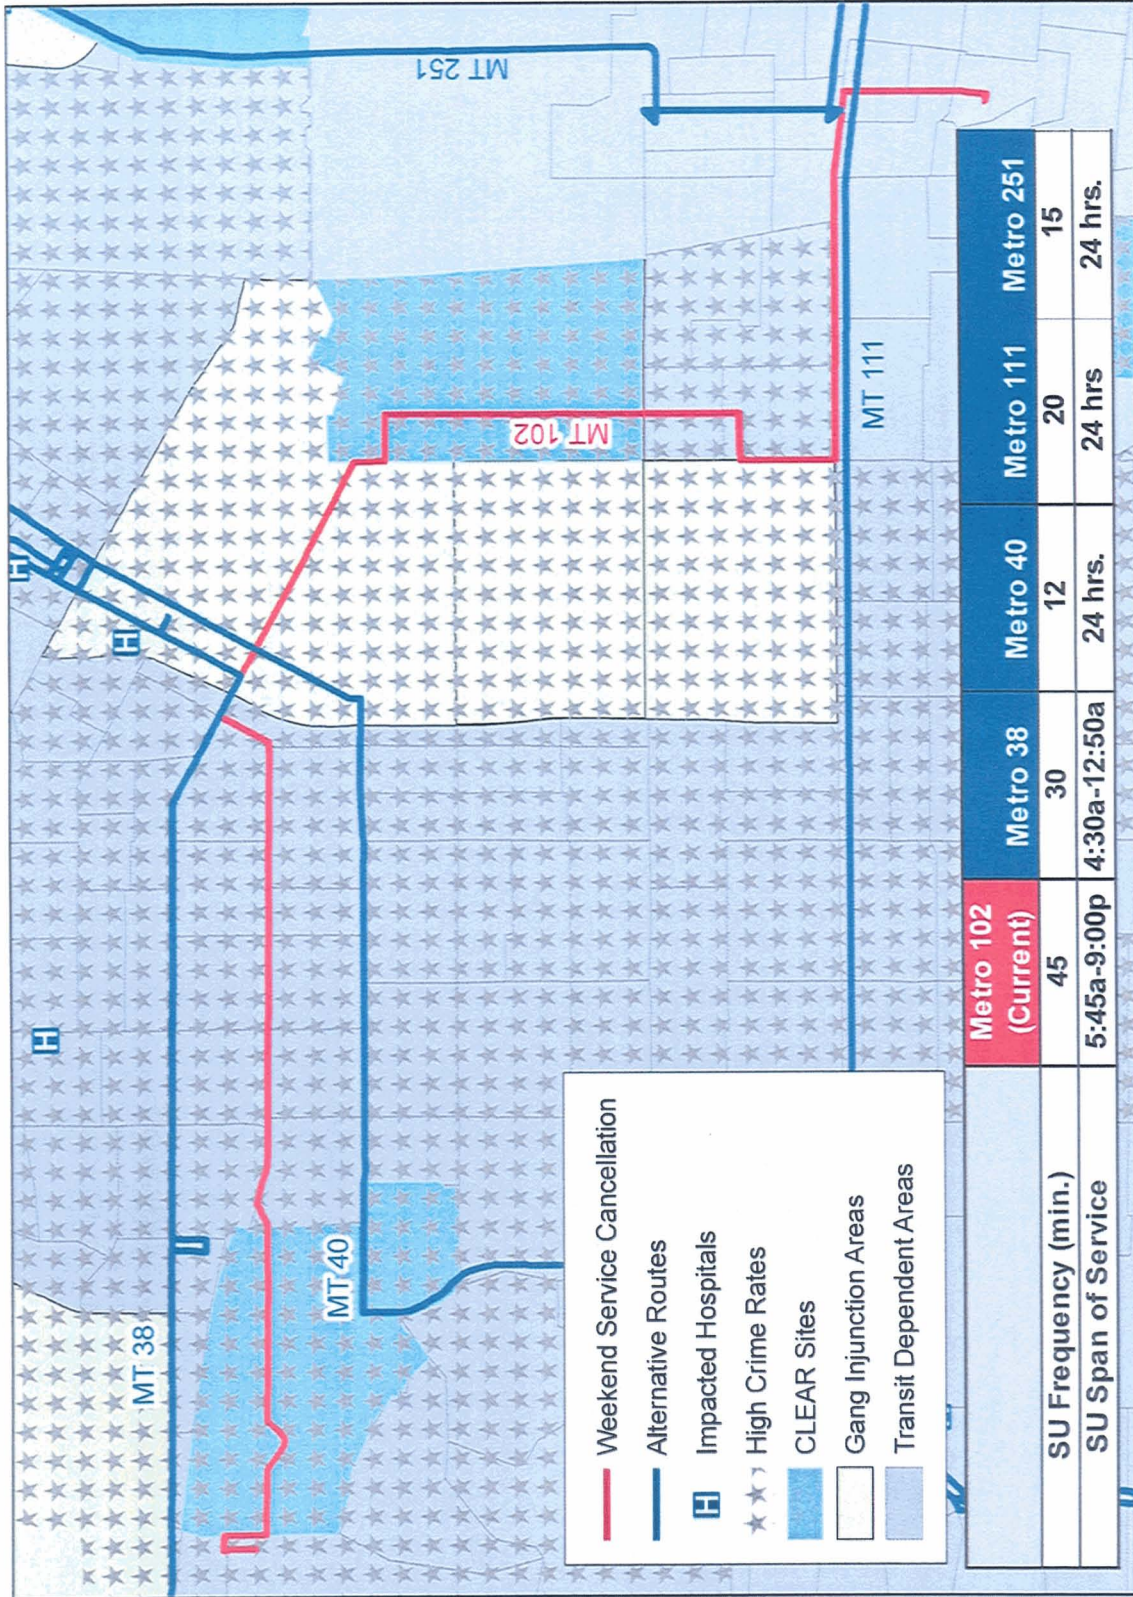 MT 251
H
H
H
MT 102
MT 111
MT 38
MT 40
Weekend Service Cancellation
Alternative Routes
H Impacted Hospitals
High Crime Rates
CLEAR Sites
Gang Injunction Areas
Transit Dependent Areas
Metro 102 (Current) Metro 38 Metro 40 Metro 111 Metro 251
SU Frequency (min.) 45 30 12 20 15
SU Span of Service 5:45a-9:00p 4:30a-12:50a 24 hrs. 24 hrs 24 hrs.